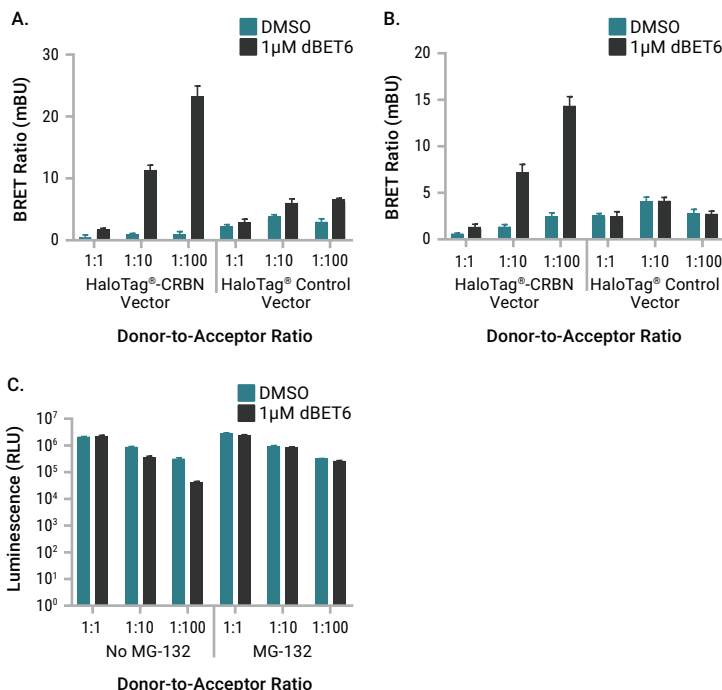 A.
DMSO
1µM dBET6
BRET Ratio (mBU)
30
20
10
0
1:1 1:10 1:100 1:1 1:10 1:100
HaloTag®-CRBN Vector
HaloTag® Control Vector
Donor-to-Acceptor Ratio
B.
DMSO
1µM dBET6
BRET Ratio (mBU)
20
15
10
5
0
1:1 1:10 1:100 1:1 1:10 1:100
HaloTag®-CRBN Vector
HaloTag® Control Vector
Donor-to-Acceptor Ratio
C.
DMSO
1µM dBET6
Luminescence (RLU)
10⁷
10⁶
10⁵
10⁴
10³
10²
10¹
10⁰
1:1 1:10 1:100 1:1 1:10 1:100
No MG-132 MG-132
Donor-to-Acceptor Ratio